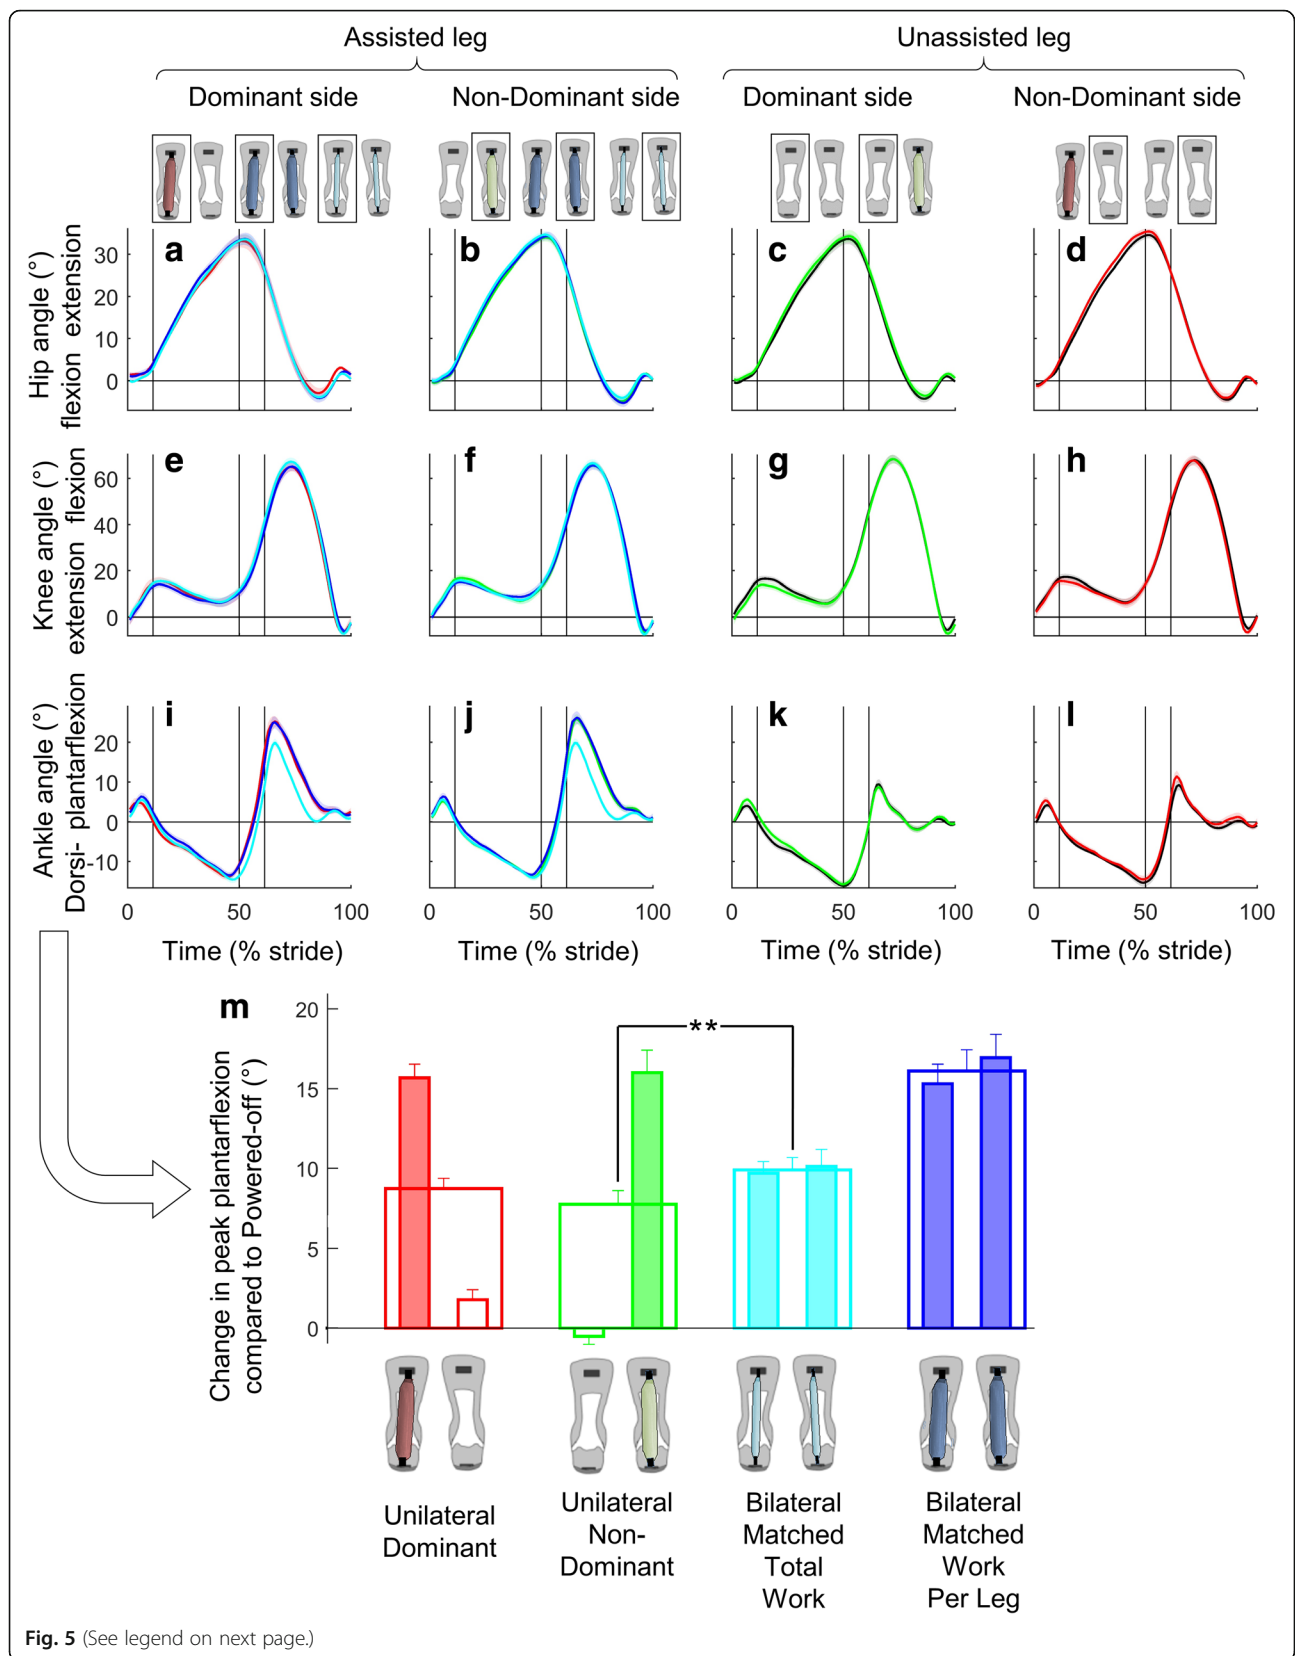 Assisted leg
Unassisted leg
Dominant side
Non-Dominant side
Dominant side
Non-Dominant side
Hip angle (°)
flexion extension
30
20
10
0
a
b
c
d
Knee angle (°)
extension flexion
60
40
20
0
e
f
g
h
Ankle angle (°)
Dorsi- plantarflexion
20
10
0
-10
i
j
k
l
0 50 100
0 50 100
0 50 100
0 50 100
Time (% stride)
Time (% stride)
Time (% stride)
Time (% stride)
m
Change in peak plantarflexion
compared to Powered-off (°)
20
15
10
5
0
**
Unilateral
Dominant
Unilateral
Non-
Dominant
Bilateral
Matched
Total
Work
Bilateral
Matched
Work
Per Leg
Fig. 5 (See legend on next page.)